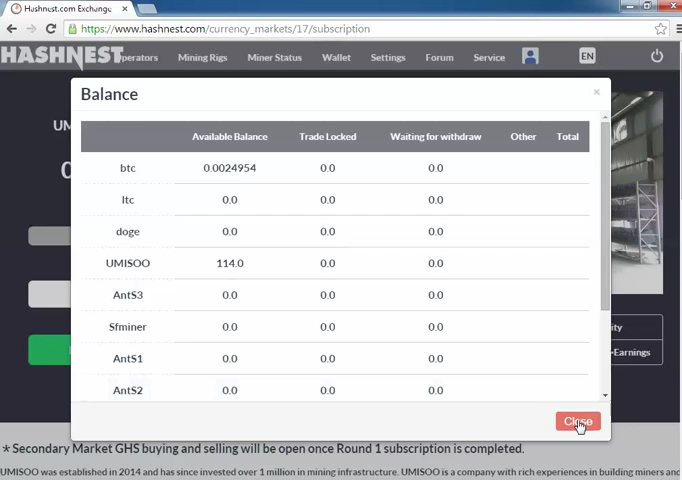 Hashnest.com Exchange
https://www.hashnest.com/currency_markets/17/subscription
HASHNEST
Mining Rigs Miner Status Wallet Settings Forum Service EN
Balance ×
Available Balance Trade Locked Waiting for withdraw Other Total
btc 0.0024954 0.0 0.0
ltc 0.0 0.0 0.0
doge 0.0 0.0 0.0
UMISOO 114.0 0.0 0.0
AntS3 0.0 0.0 0.0
Sfminer 0.0 0.0 0.0
AntS1 0.0 0.0 0.0
AntS2 0.0 0.0 0.0
Close
Earnings
* Secondary Market GHS buying and selling will be open once Round 1 subscription is completed.
UMISOO was established in 2014 and has since invested over 1 million in mining infrastructure. UMISOO is a company with rich experiences in building miners and